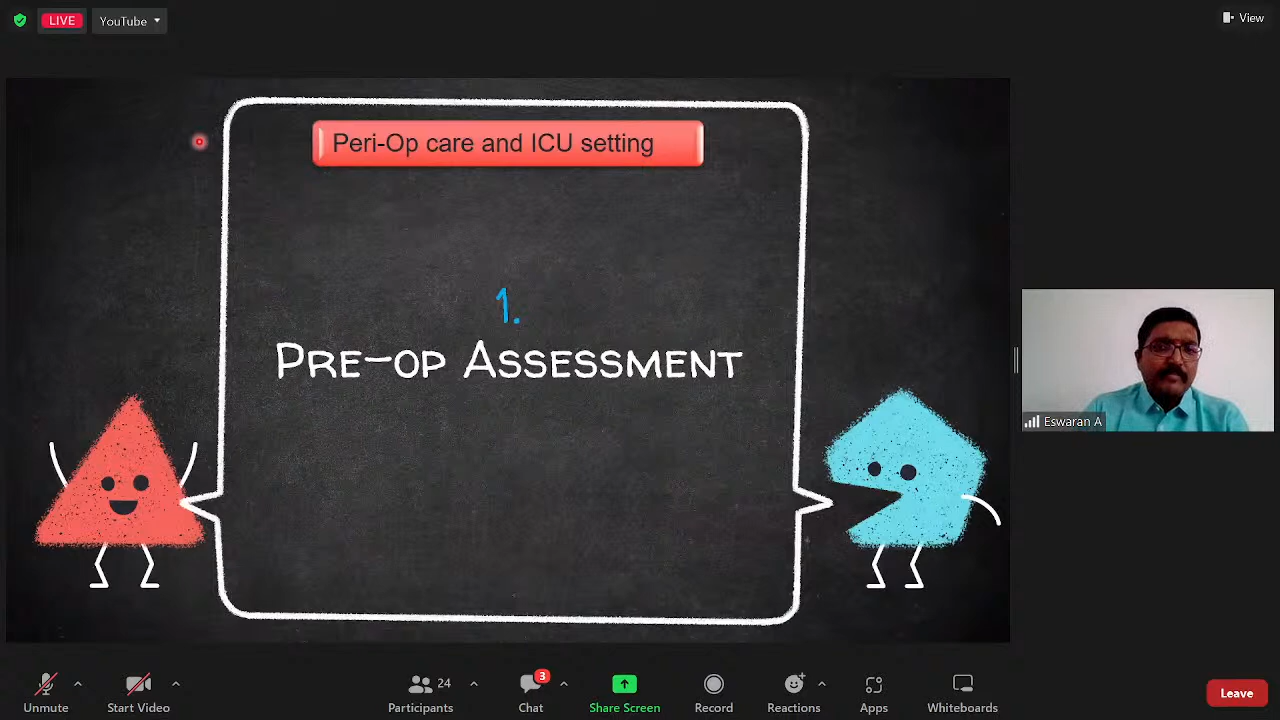 LIVE
YouTube
View
Peri-Op care and ICU setting
1.
Pre-op Assessment
Eswaran A
Unmute
Start Video
24
Participants
3
Chat
Share Screen
Record
Reactions
Apps
Whiteboards
Leave